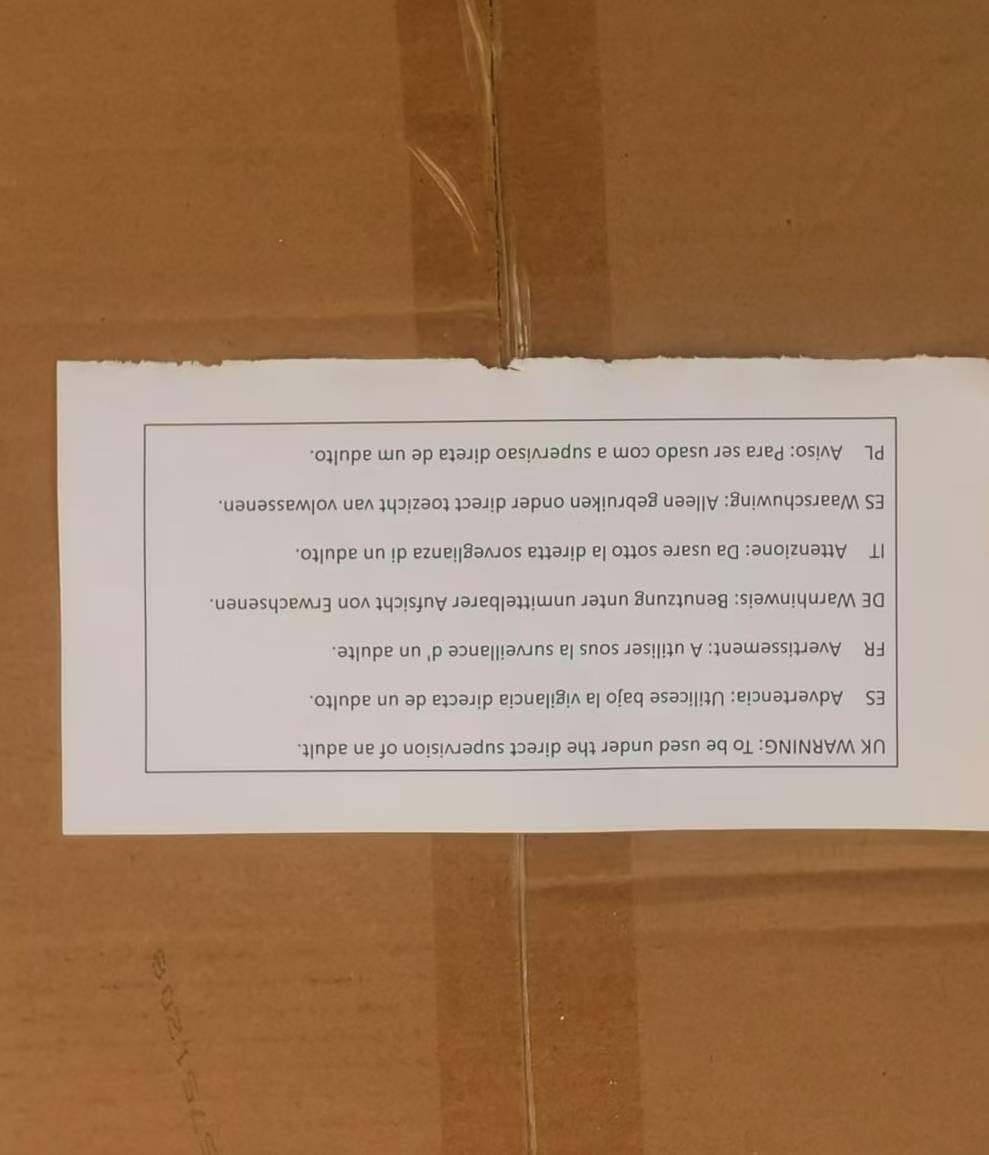 UK WARNING: To be used under the direct supervision of an adult.
ES Advertencia: Utilicese bajo la vigilancia directa de un adulto.
FR Avertissement: A utiliser sous la surveillance d' un adulte.
DE Warnhinweis: Benutzung unter unmittelbarer Aufsicht von Erwachsenen.
IT Attenzione: Da usare sotto la diretta sorveglianza di un adulto.
ES Waarschuwing: Alleen gebruiken onder direct toezicht van volwassenen.
PL Aviso: Para ser usado com a supervisao direta de um adulto.